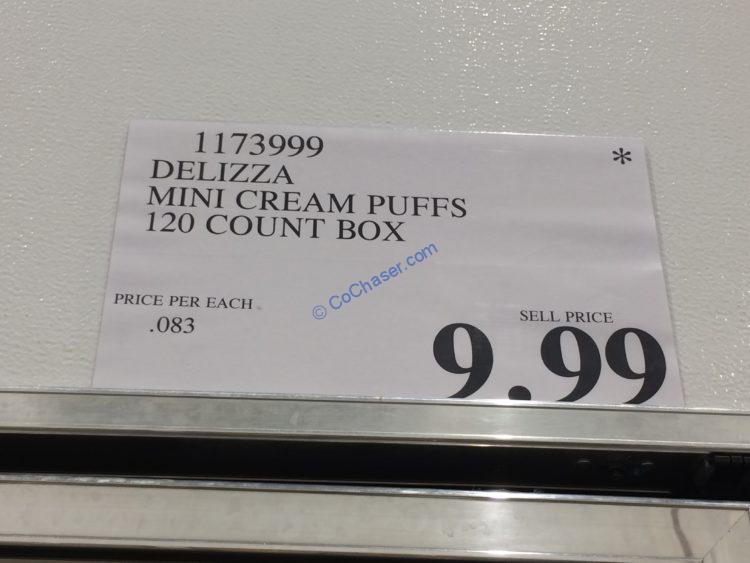 1173999 *
DELIZZA
MINI CREAM PUFFS
120 COUNT BOX
© CoChaser.com
PRICE PER EACH
.083
SELL PRICE
9.99